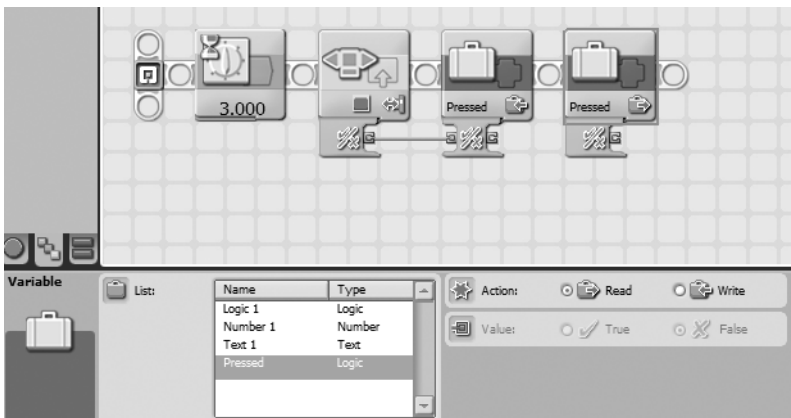 3.000
Pressed
Pressed
Variable
List:
Name Type
Logic 1 Logic
Number 1 Number
Text 1 Text
Pressed Logic
Action: Read Write
Value: True False